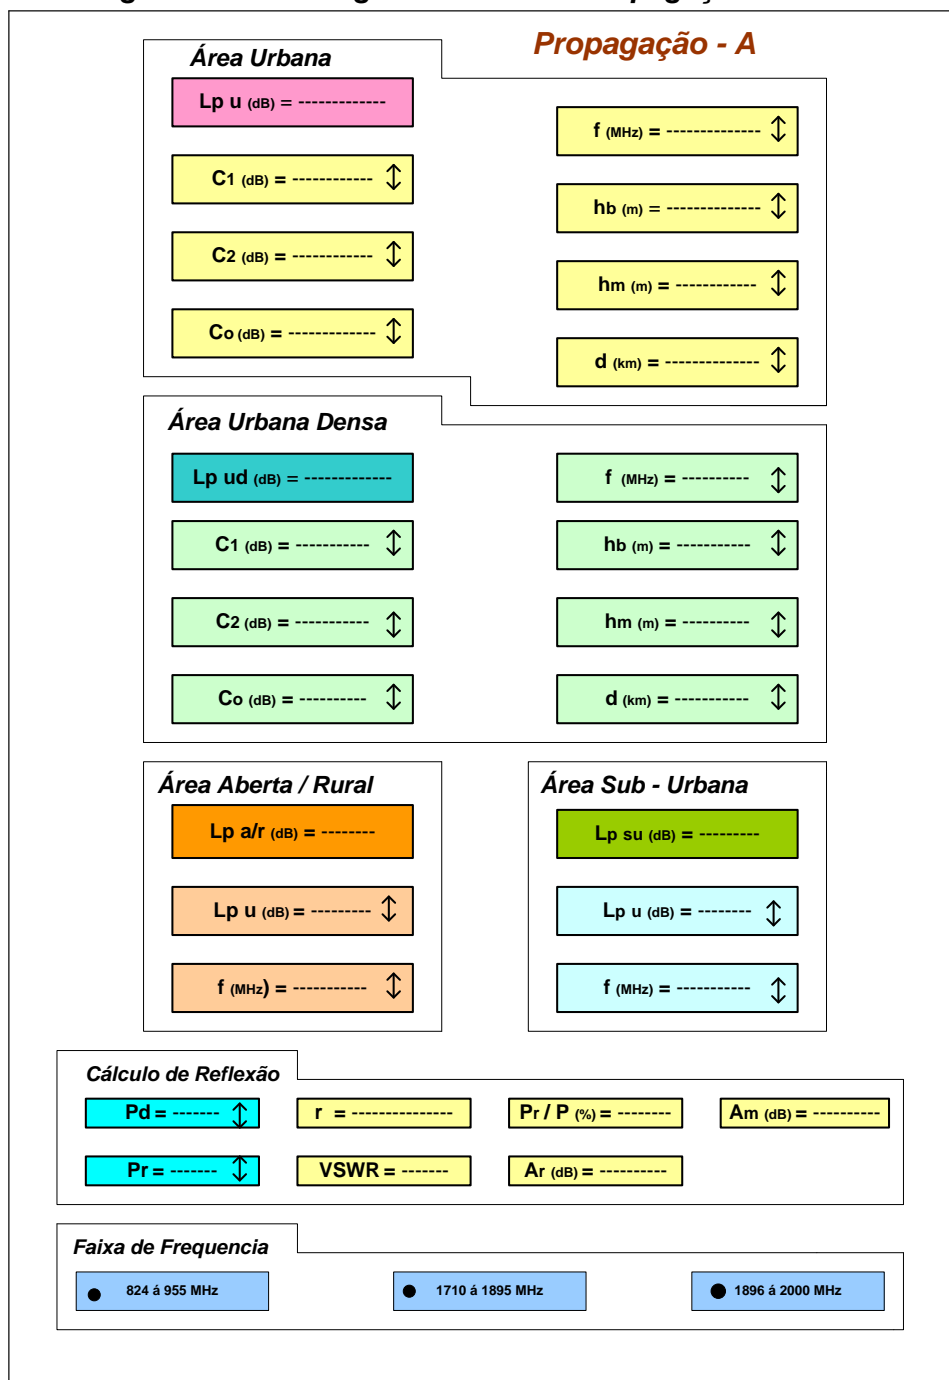 Propagação - A
Área Urbana
Lp u (dB) = -------------
C1 (dB) = ------------
C2 (dB) = ------------
Co (dB) = -------------
f (MHz) = --------------
hb (m) = --------------
hm (m) = ------------
d (km) = --------------
Área Urbana Densa
Lp ud (dB) = -------------
C1 (dB) = -----------
C2 (dB) = -----------
Co (dB) = ----------
f (MHz) = ----------
hb (m) = -----------
hm (m) = ----------
d (km) = ----------
Área Aberta / Rural
Lp a/r (dB) = --------
Lp u (dB) = ---------
f (MHz) = -----------
Área Sub - Urbana
Lp su (dB) = ---------
Lp u (dB) = --------
f (MHz) = -----------
Cálculo de Reflexão
Pd = ------- r = --------------- Pr / P (%) = -------- Am (dB) = ----------
Pr = ------- VSWR = ------- Ar (dB) = ----------
Faixa de Frequencia
824 á 955 MHz 1710 á 1895 MHz 1896 á 2000 MHz